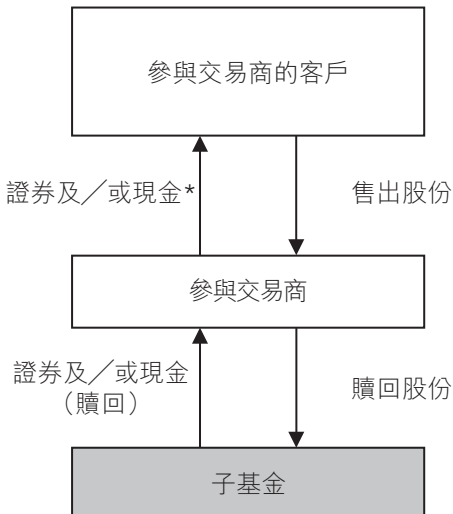 參與交易商的客戶
證券及／或現金*
售出股份
參與交易商
證券及／或現金
（贖回）
贖回股份
子基金